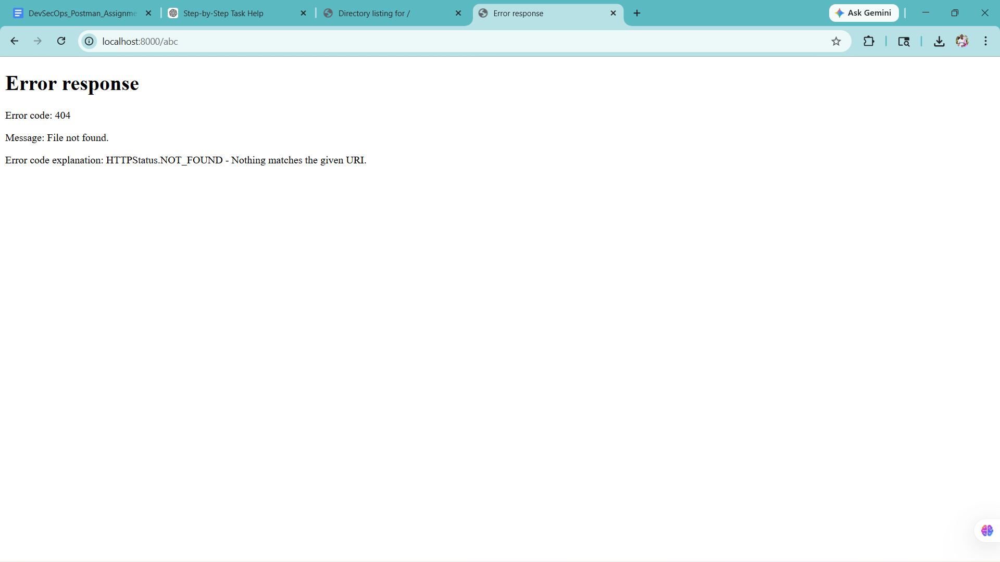 DevSecOps_Postman_Assignme
Step-by-Step Task Help
Directory listing for /
Error response
Ask Gemini
localhost:8000/abc
Error response
Error code: 404
Message: File not found.
Error code explanation: HTTPStatus.NOT_FOUND - Nothing matches the given URI.